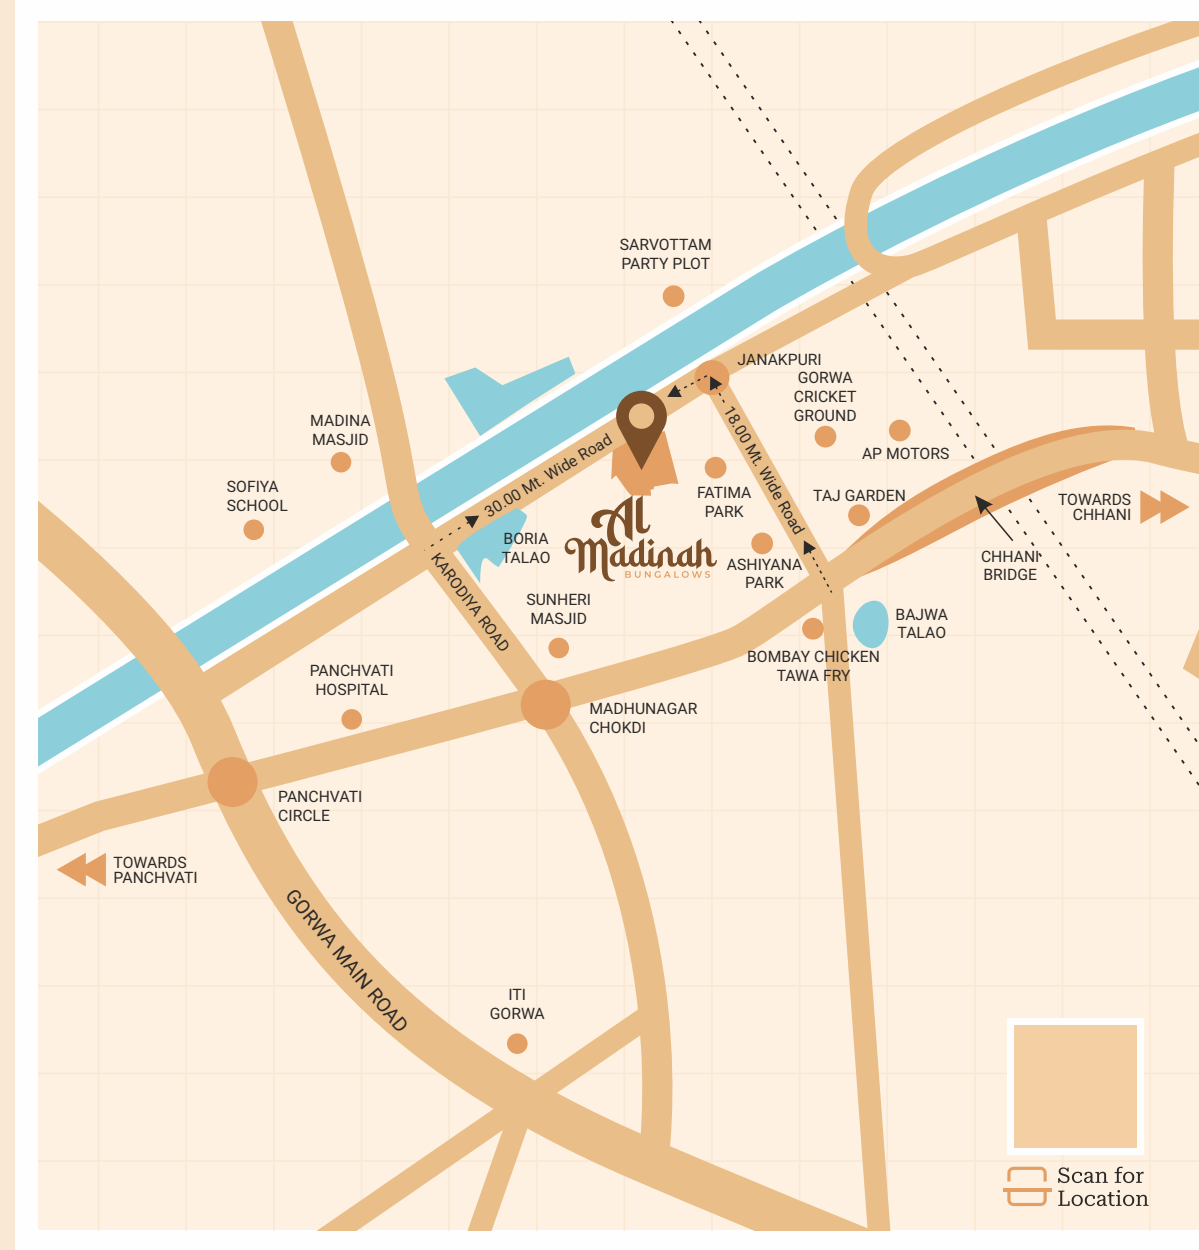 SARVOTTAM
PARTY PLOT
JANAKPURI
GORWA
CRICKET
GROUND
MADINA
MASJID
30.00 Mt. Wide Road
18.00 Mt. Wide Road
AP MOTORS
SOFIYA
SCHOOL
FATIMA
PARK
TAJ GARDEN
TOWARDS
CHHANI
Al
Madinah
BUNGALOWS
BORIA
TALAO
ASHIYANA
PARK
CHHANI
BRIDGE
KARODIYA ROAD
SUNHERI
MASJID
BAJWA
TALAO
PANCHVATI
HOSPITAL
BOMBAY CHICKEN
TAWA FRY
MADHUNAGAR
CHOKDI
PANCHVATI
CIRCLE
TOWARDS
PANCHVATI
GORWA MAIN ROAD
ITI
GORWA
Scan for
Location